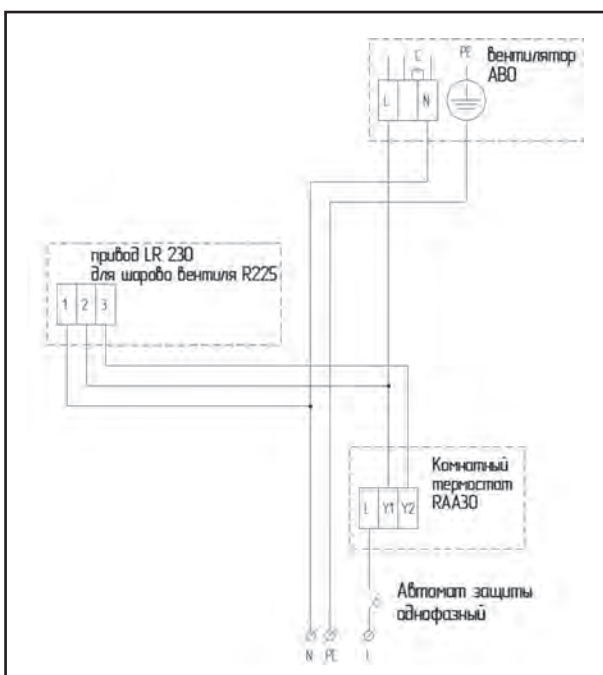 C
PE
вентилятор
АВО
L
N
привод LR 230
для шарово вентиля R225
1 2 3
Комнатный
термостат
RAA30
L Y1 Y2
Автомат защиты
однофазный
N PE L